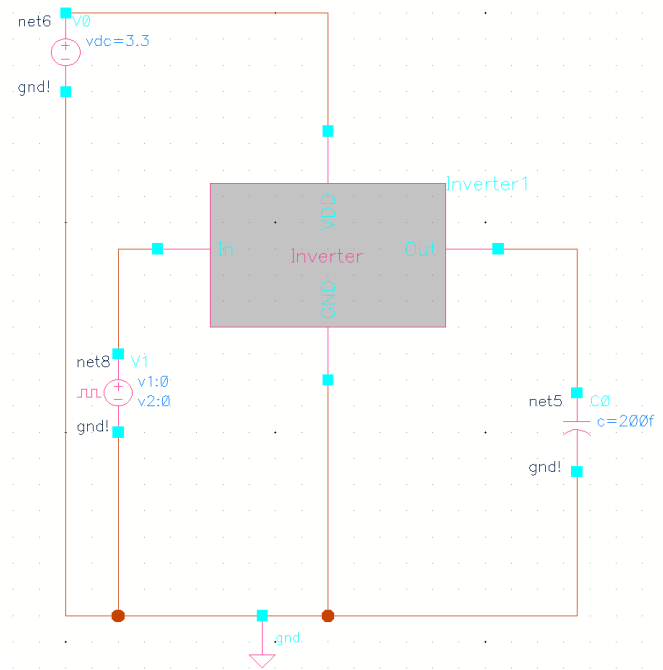 net6
V0
vdc=3.3
gnd!
Inverter1
VDD
In
Inverter
Out
GND
net8
V1
v1:0
v2:0
gnd!
net5
C0
c=200f
gnd!
gnd